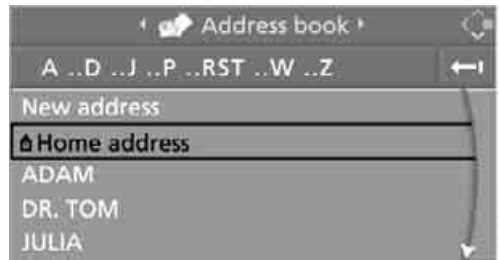 Address book
A ..D ..J ..P ..RST ..W ..Z
New address
Home address
ADAM
DR. TOM
JULIA